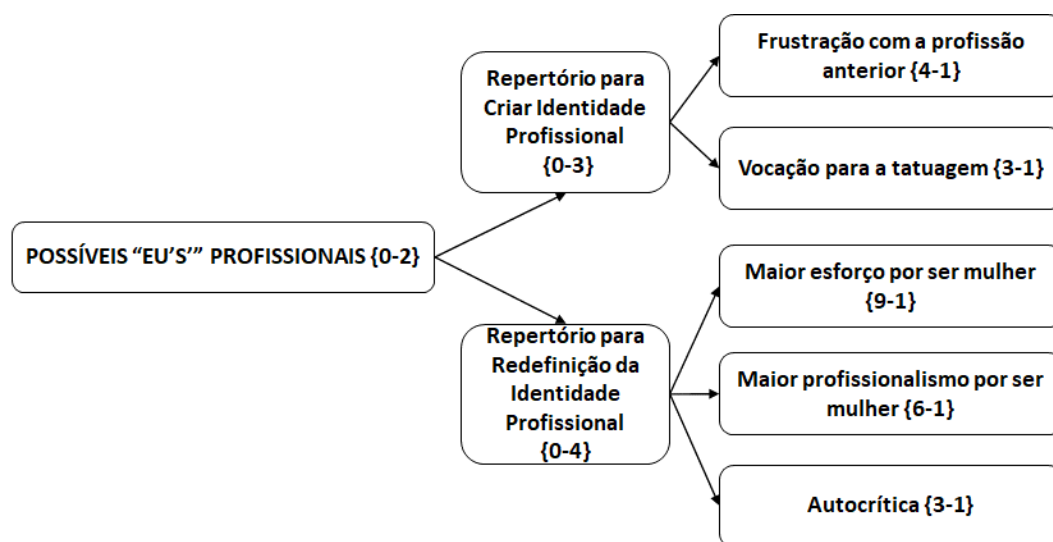 POSSÍVEIS “EU'S'” PROFISSIONAIS {0-2}
Repertório para
Criar Identidade
Profissional
{0-3}
Frustração com a profissão
anterior {4-1}
Vocação para a tatuagem {3-1}
Repertório para
Redefinição da
Identidade
Profissional
{0-4}
Maior esforço por ser mulher
{9-1}
Maior profissionalismo por ser
mulher {6-1}
Autocrítica {3-1}